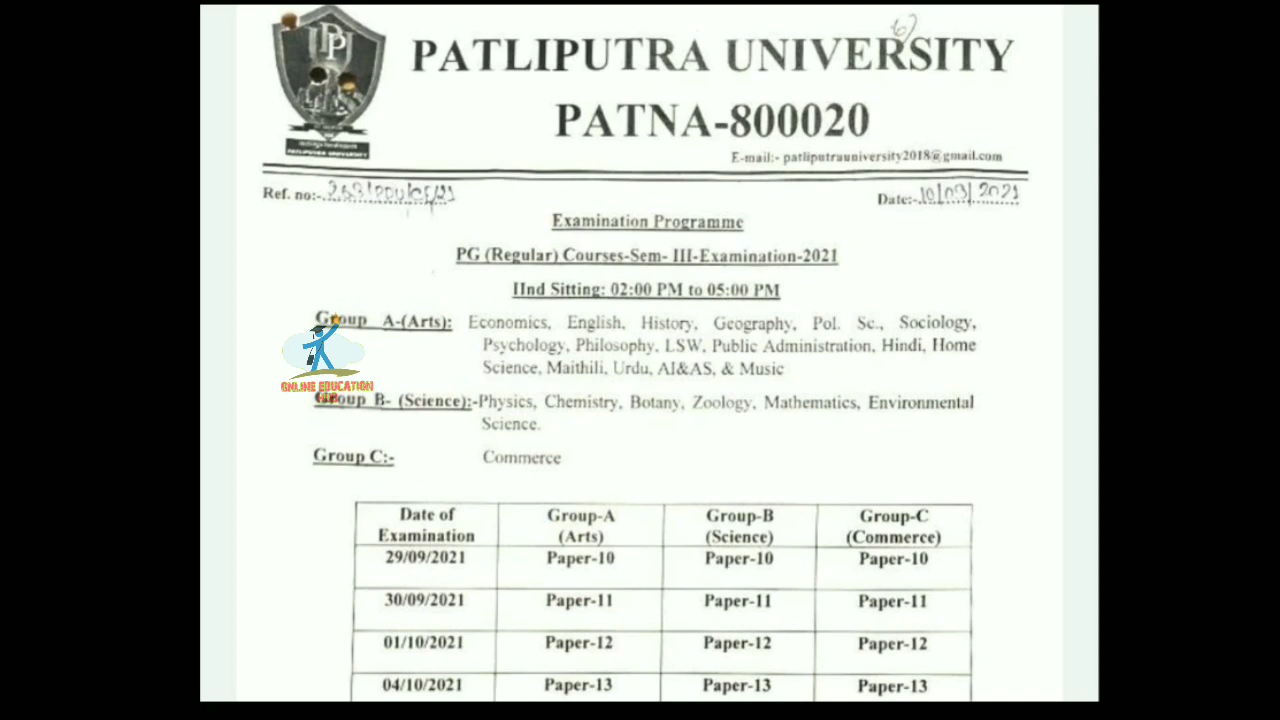 PATLIPUTRA UNIVERSITY
PATNA-800020
E-mail:- patliputrauniversity2018@gmail.com
PATLIPUTRA UNIVERSITY
Ref. no:-
Date:- 10/09/2021
Examination Programme
PG (Regular) Courses-Sem- III-Examination-2021
IInd Sitting: 02:00 PM to 05:00 PM
Group A-(Arts): Economics, English, History, Geography, Pol. Sc., Sociology,
Psychology, Philosophy, LSW, Public Administration, Hindi, Home
Science, Maithili, Urdu, AI&AS, & Music
ONLINE EDUCATION
HUB
Group B- (Science):-Physics, Chemistry, Botany, Zoology, Mathematics, Environmental
Science.
Group C:- Commerce
Date of Examination Group-A (Arts) Group-B (Science) Group-C (Commerce)
29/09/2021 Paper-10 Paper-10 Paper-10
30/09/2021 Paper-11 Paper-11 Paper-11
01/10/2021 Paper-12 Paper-12 Paper-12
04/10/2021 Paper-13 Paper-13 Paper-13